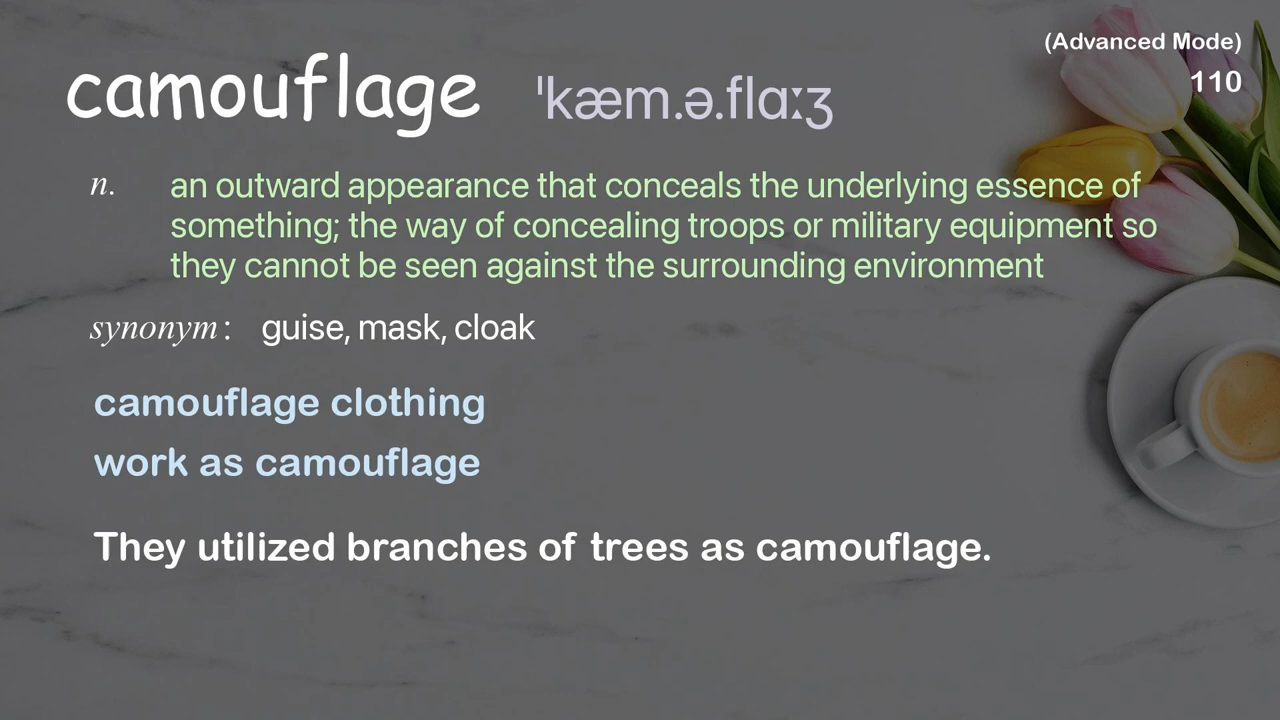 (Advanced Mode)
110
camouflage ˈkæm.ə.flɑːʒ
n. an outward appearance that conceals the underlying essence of
something; the way of concealing troops or military equipment so
they cannot be seen against the surrounding environment
synonym: guise, mask, cloak
camouflage clothing
work as camouflage
They utilized branches of trees as camouflage.